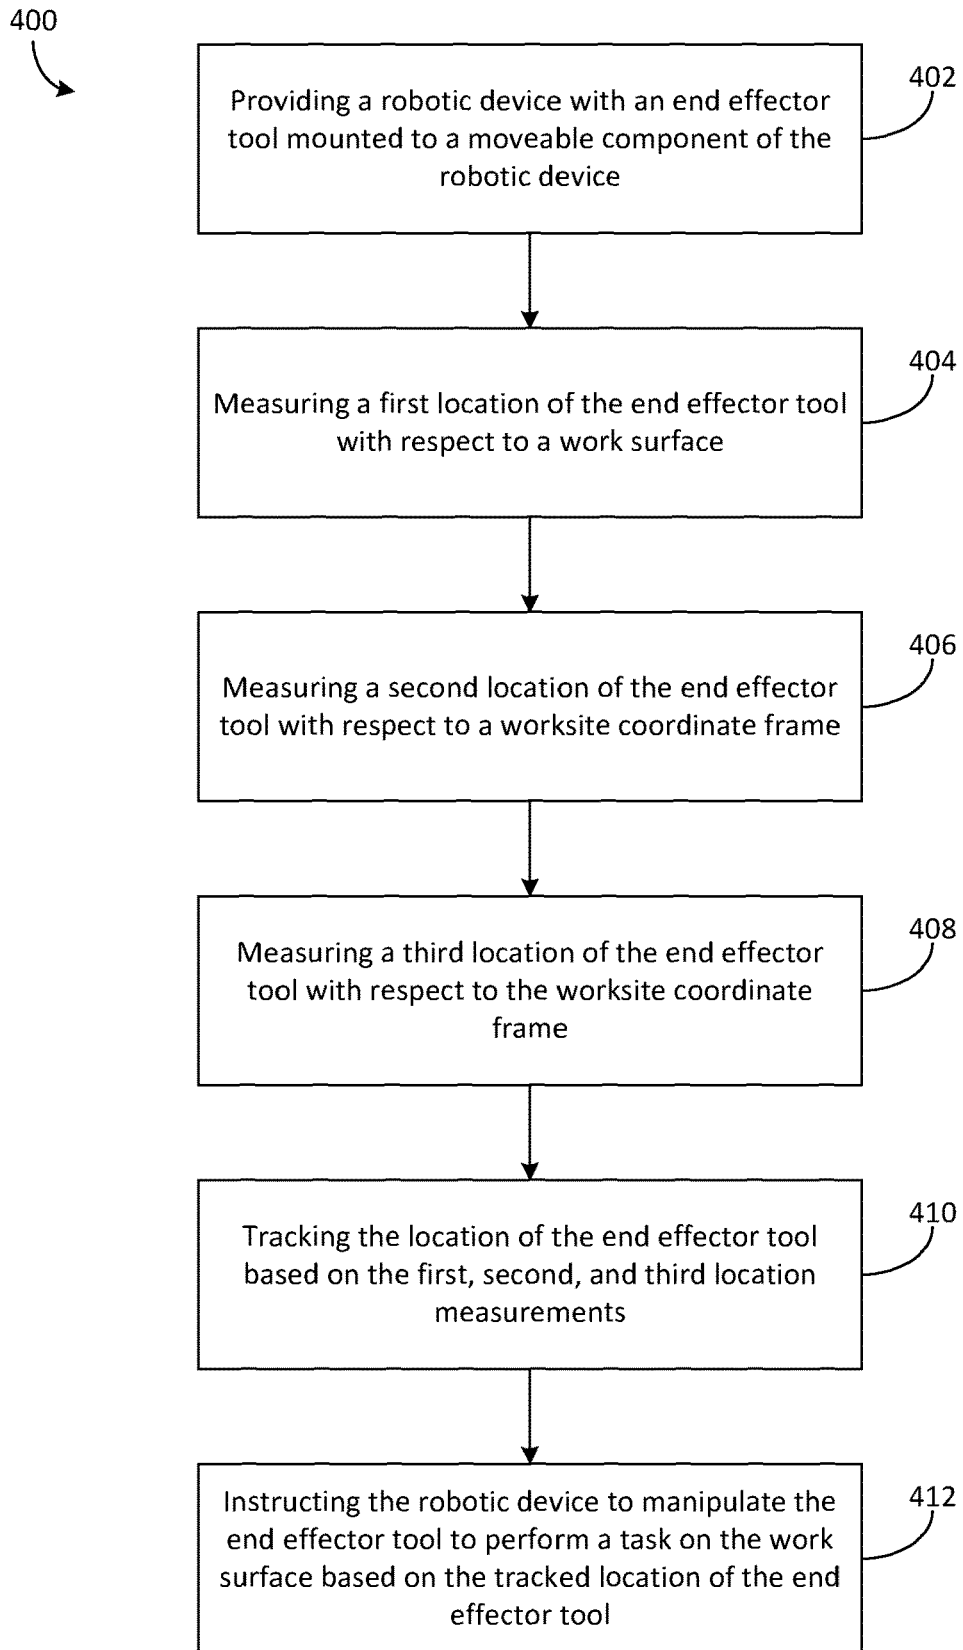 400
402
Providing a robotic device with an end effector
tool mounted to a moveable component of the
robotic device
404
Measuring a first location of the end effector tool
with respect to a work surface
406
Measuring a second location of the end effector
tool with respect to a worksite coordinate frame
408
Measuring a third location of the end effector
tool with respect to the worksite coordinate
frame
410
Tracking the location of the end effector tool
based on the first, second, and third location
measurements
412
Instructing the robotic device to manipulate the
end effector tool to perform a task on the work
surface based on the tracked location of the end
effector tool